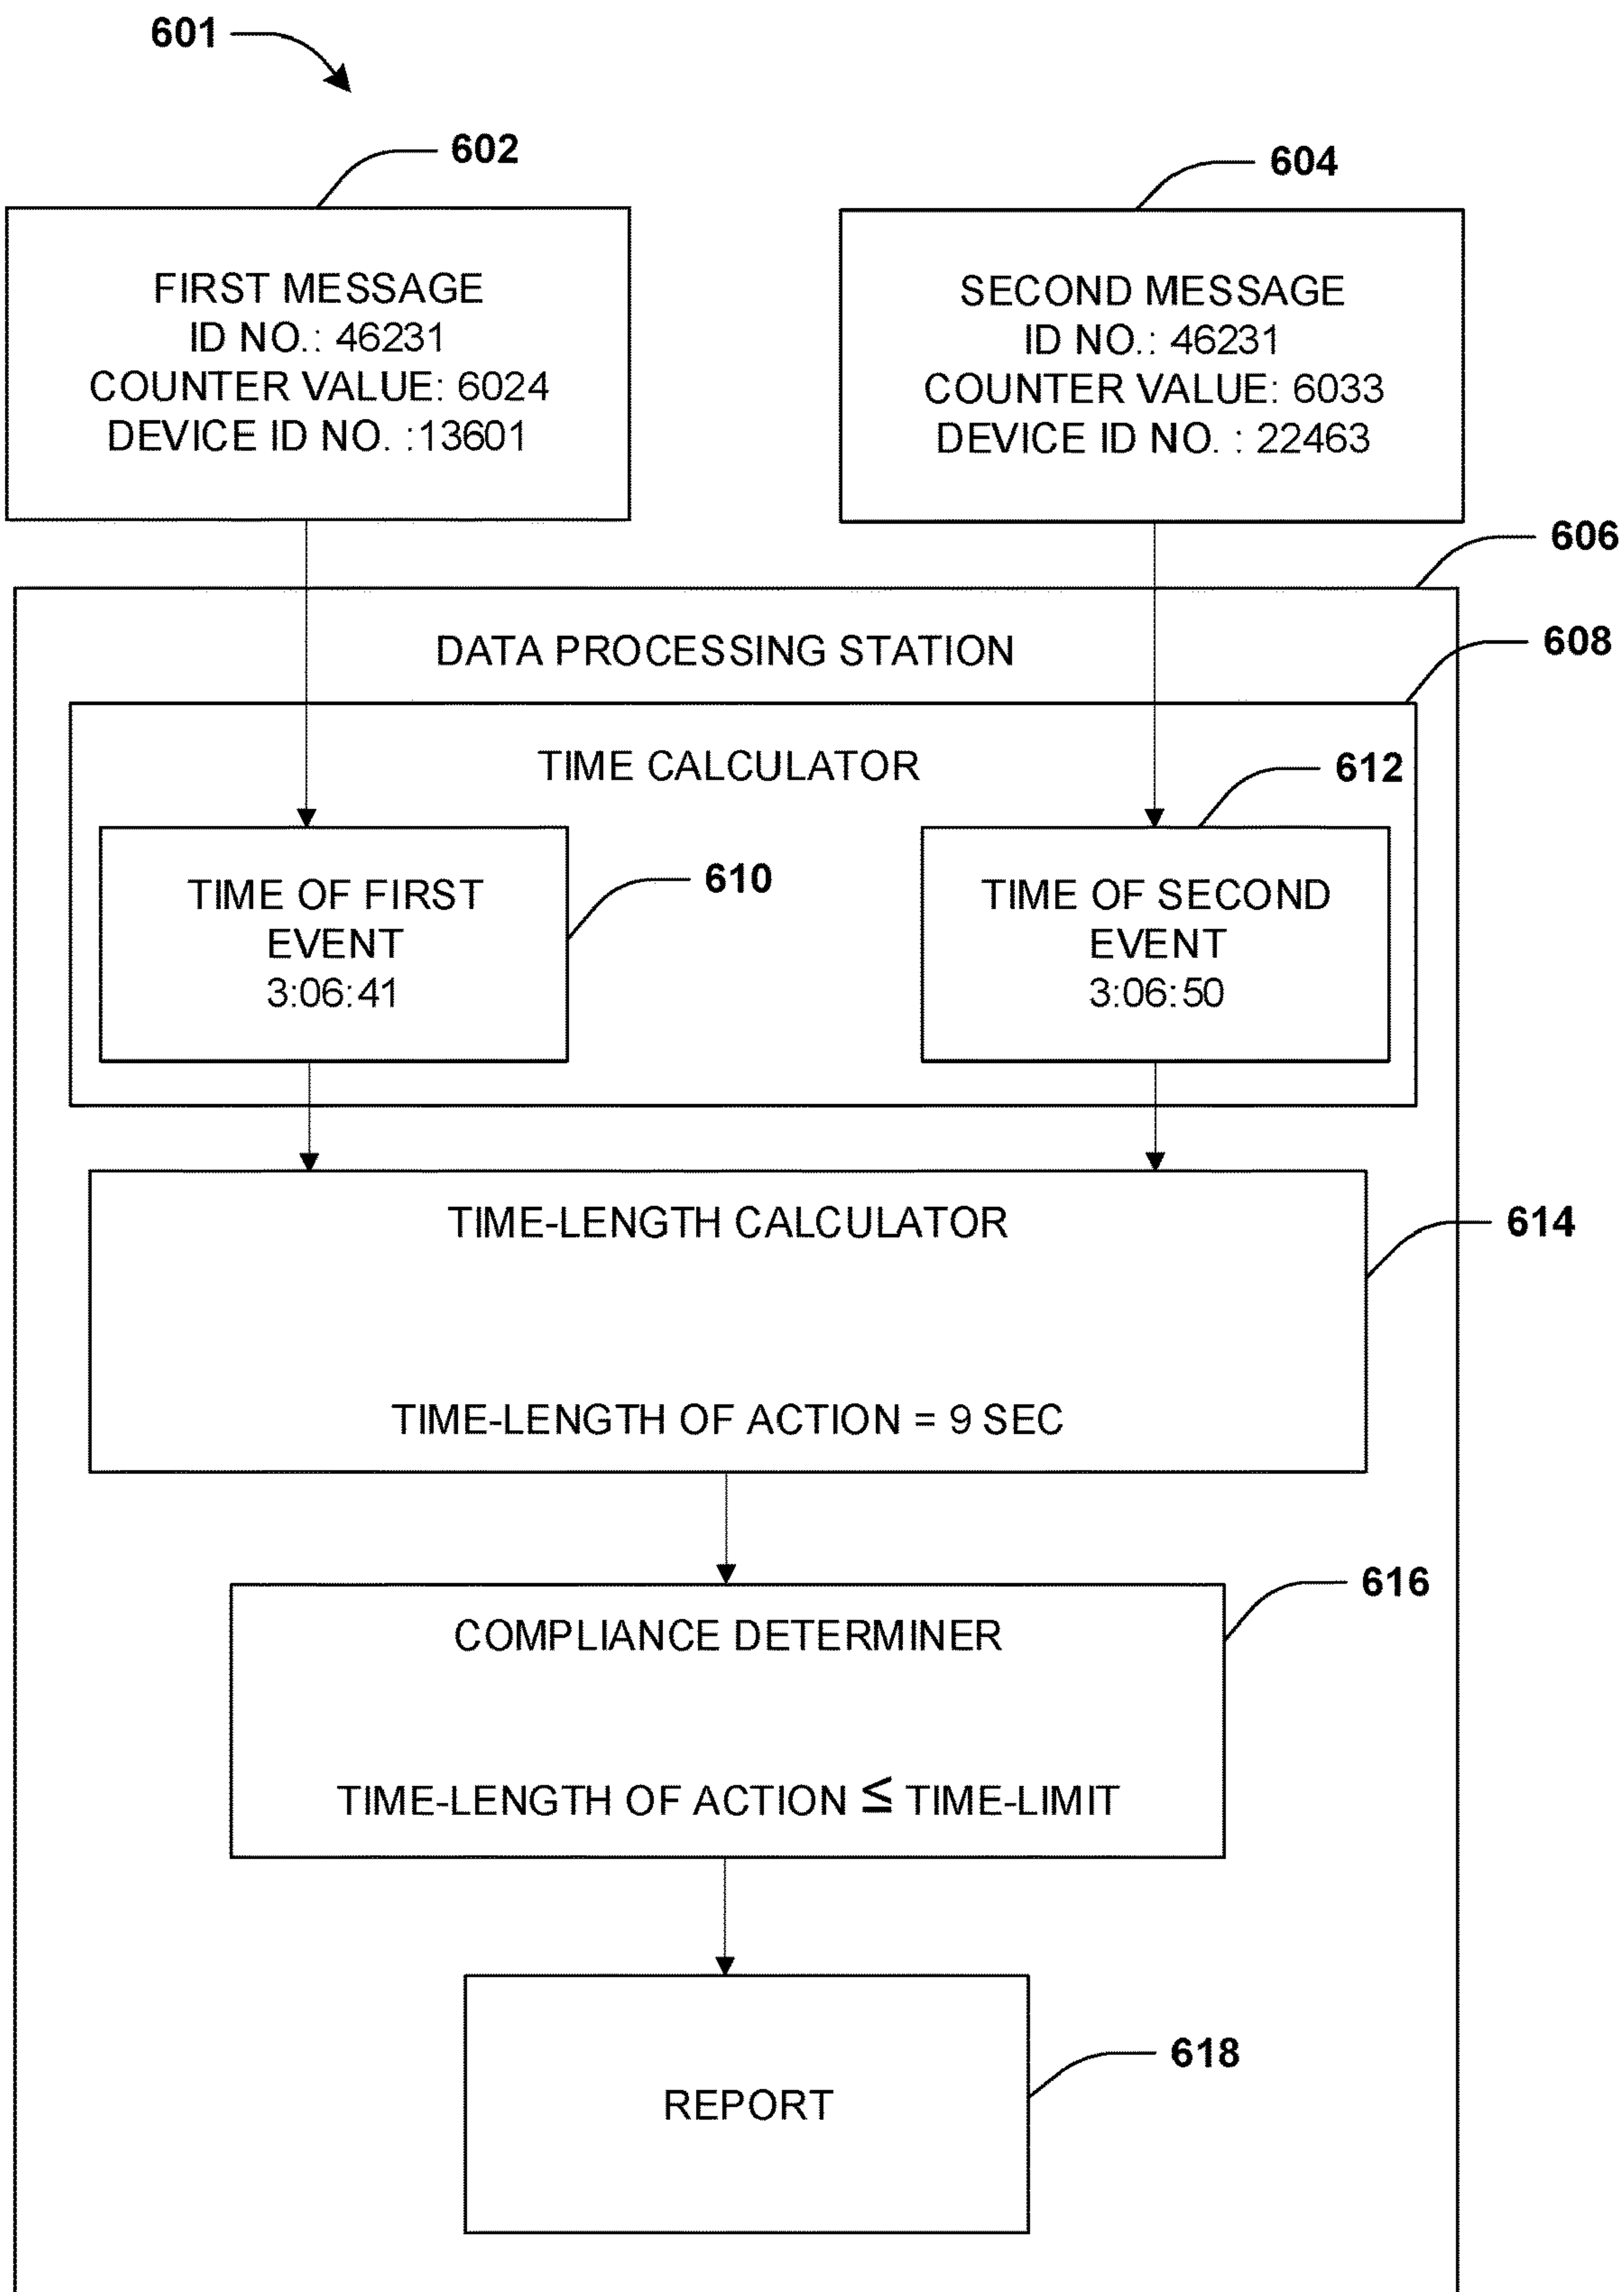 601
602
604
FIRST MESSAGE
ID NO.: 46231
COUNTER VALUE: 6024
DEVICE ID NO. :13601
SECOND MESSAGE
ID NO.: 46231
COUNTER VALUE: 6033
DEVICE ID NO. : 22463
606
DATA PROCESSING STATION
608
TIME CALCULATOR
612
TIME OF FIRST
EVENT
3:06:41
610
TIME OF SECOND
EVENT
3:06:50
TIME-LENGTH CALCULATOR
614
TIME-LENGTH OF ACTION = 9 SEC
616
COMPLIANCE DETERMINER
TIME-LENGTH OF ACTION ≤ TIME-LIMIT
618
REPORT